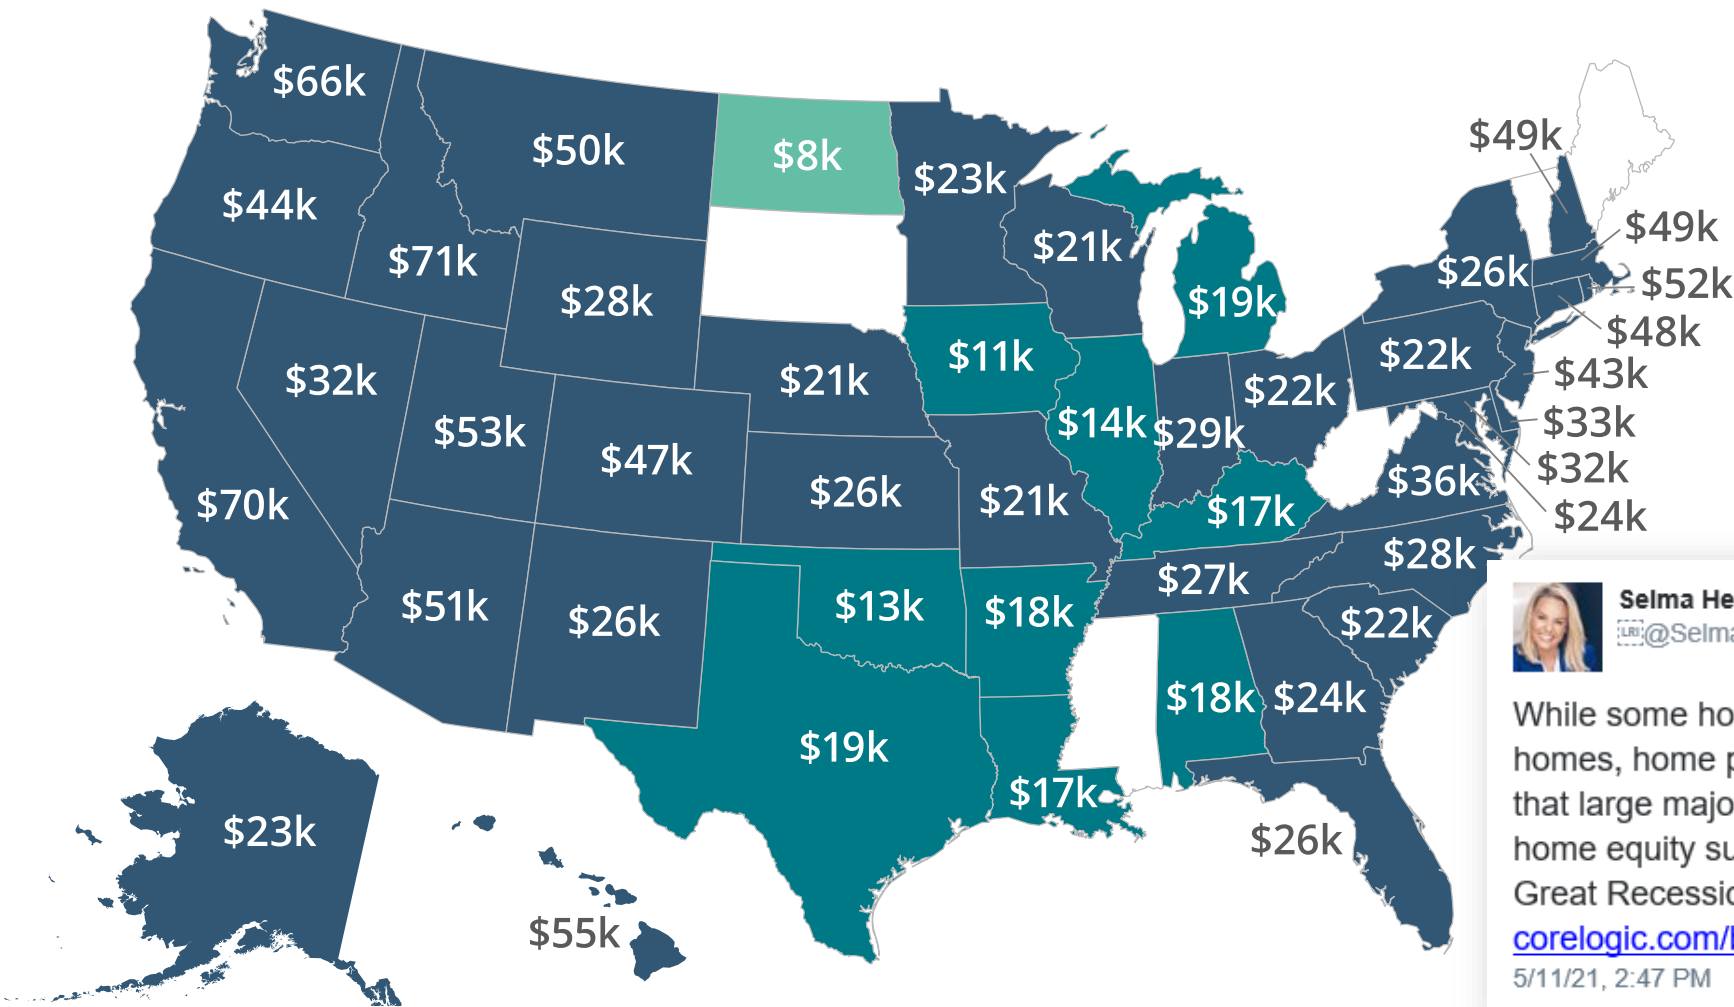 $66k
$50k
$8k
$23k
$49k
$44k
$71k
$28k
$21k
$19k
$26k
$49k
$52k
$48k
$43k
$33k
$32k
$24k
$32k
$53k
$47k
$21k
$11k
$14k
$29k
$22k
$22k
$70k
$26k
$21k
$17k
$36k
$28k
$51k
$26k
$13k
$18k
$27k
$22k
$19k
$17k
$18k
$24k
$26k
$23k
$55k
Selma He
LRI@Selma
While some ho
homes, home p
that large majo
home equity su
Great Recessio
corelogic.com/
5/11/21, 2:47 PM